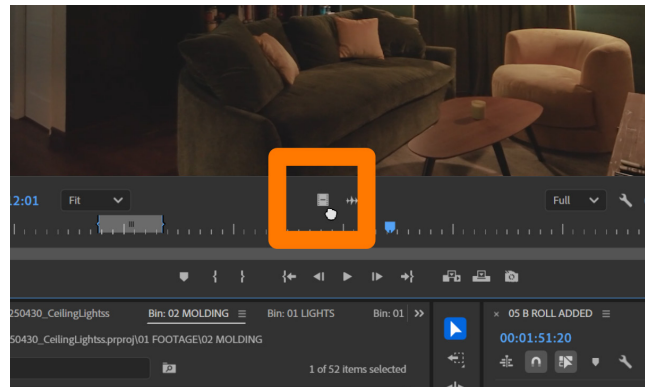 2:01 Fit Full
250430_CeilingLightss Bin: 02 MOLDING Bin: 01 LIGHTS Bin: 01 × 05 B ROLL ADDED
250430_CeilingLightss.prproj\01 FOOTAGE\02 MOLDING 00:01:51:20
1 of 52 items selected